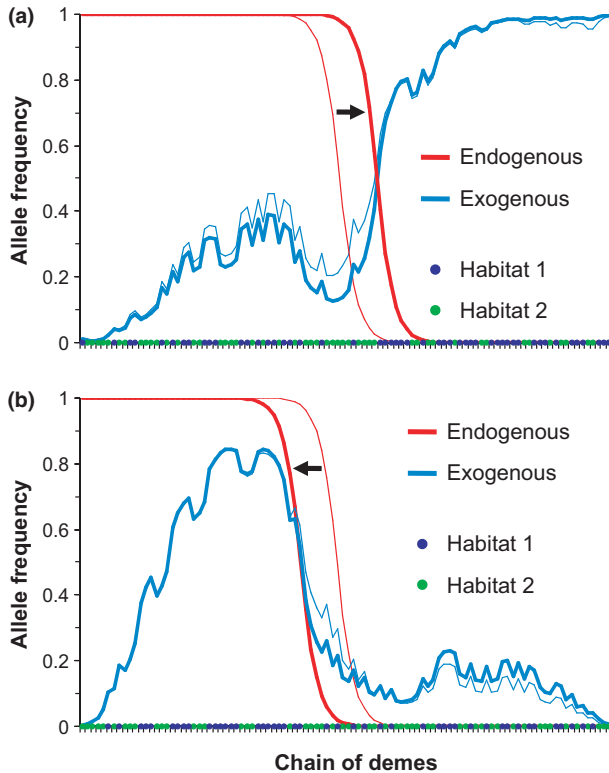 (a)
Allele frequency
1
0.8
0.6
0.4
0.2
0
Endogenous
Exogenous
Habitat 1
Habitat 2
(b)
Allele frequency
1
0.8
0.6
0.4
0.2
0
Endogenous
Exogenous
Habitat 1
Habitat 2
Chain of demes